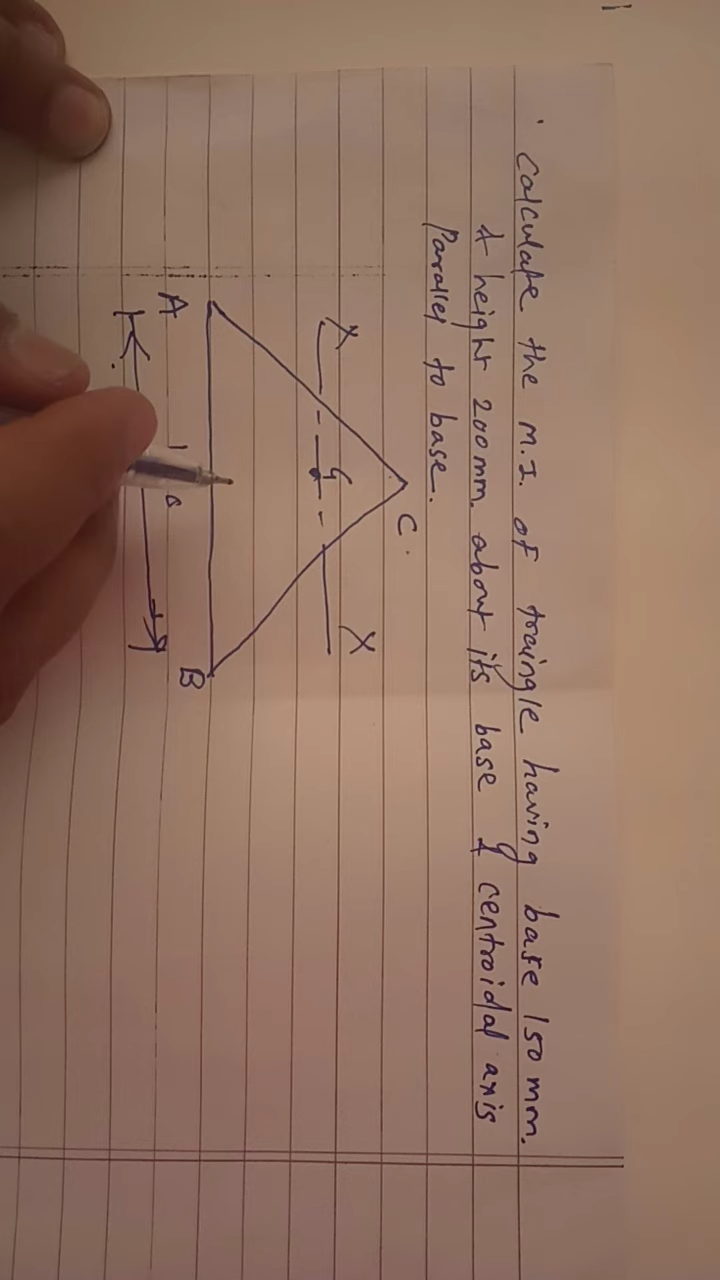 Calculate the M.I. of traingle having base 150 mm.
& height 200 mm. about its base & centroidal axis
Parallel to base.
C.
X G X
A B